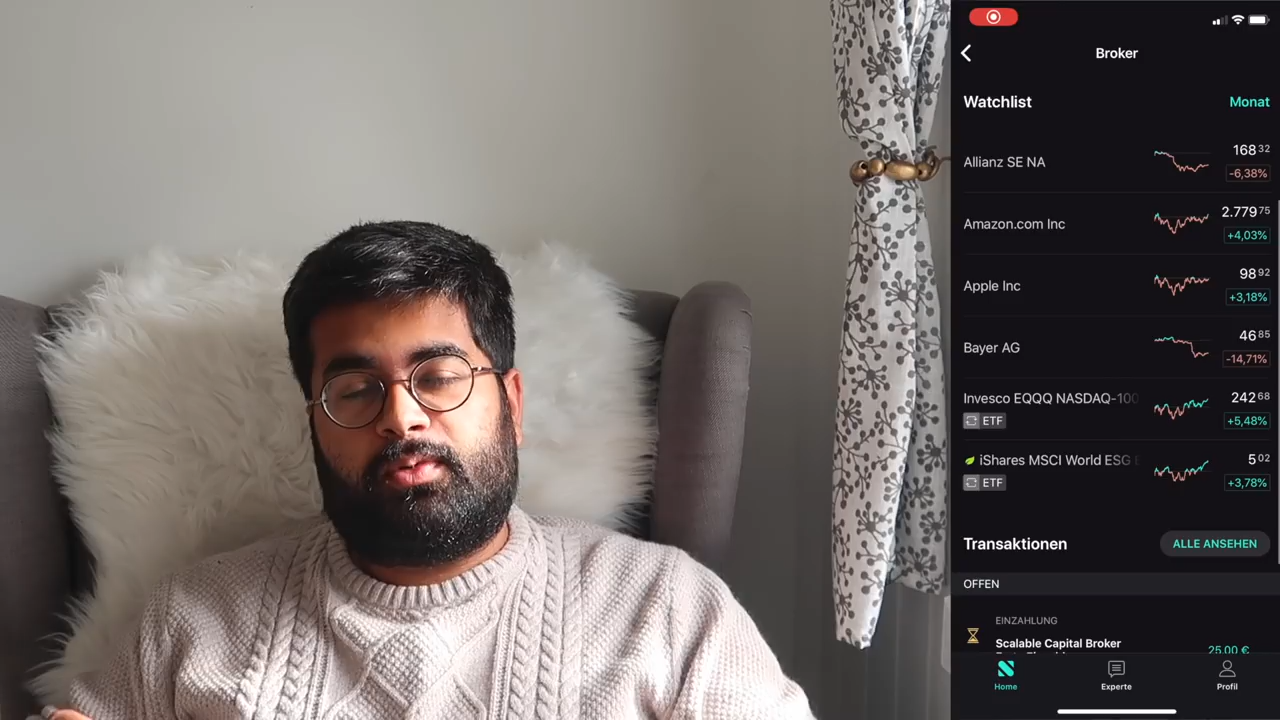 Broker
Watchlist Monat
Allianz SE NA 168 32
-6,38%
Amazon.com Inc 2.779 75
+4,03%
Apple Inc 98 92
+3,18%
Bayer AG 46 85
-14,71%
Invesco EQQQ NASDAQ-100 242 68
ETF +5,48%
iShares MSCI World ESG 5 02
ETF +3,78%
Transaktionen ALLE ANSEHEN
OFFEN
EINZAHLUNG
Scalable Capital Broker 25,00 €
Home Experte Profil